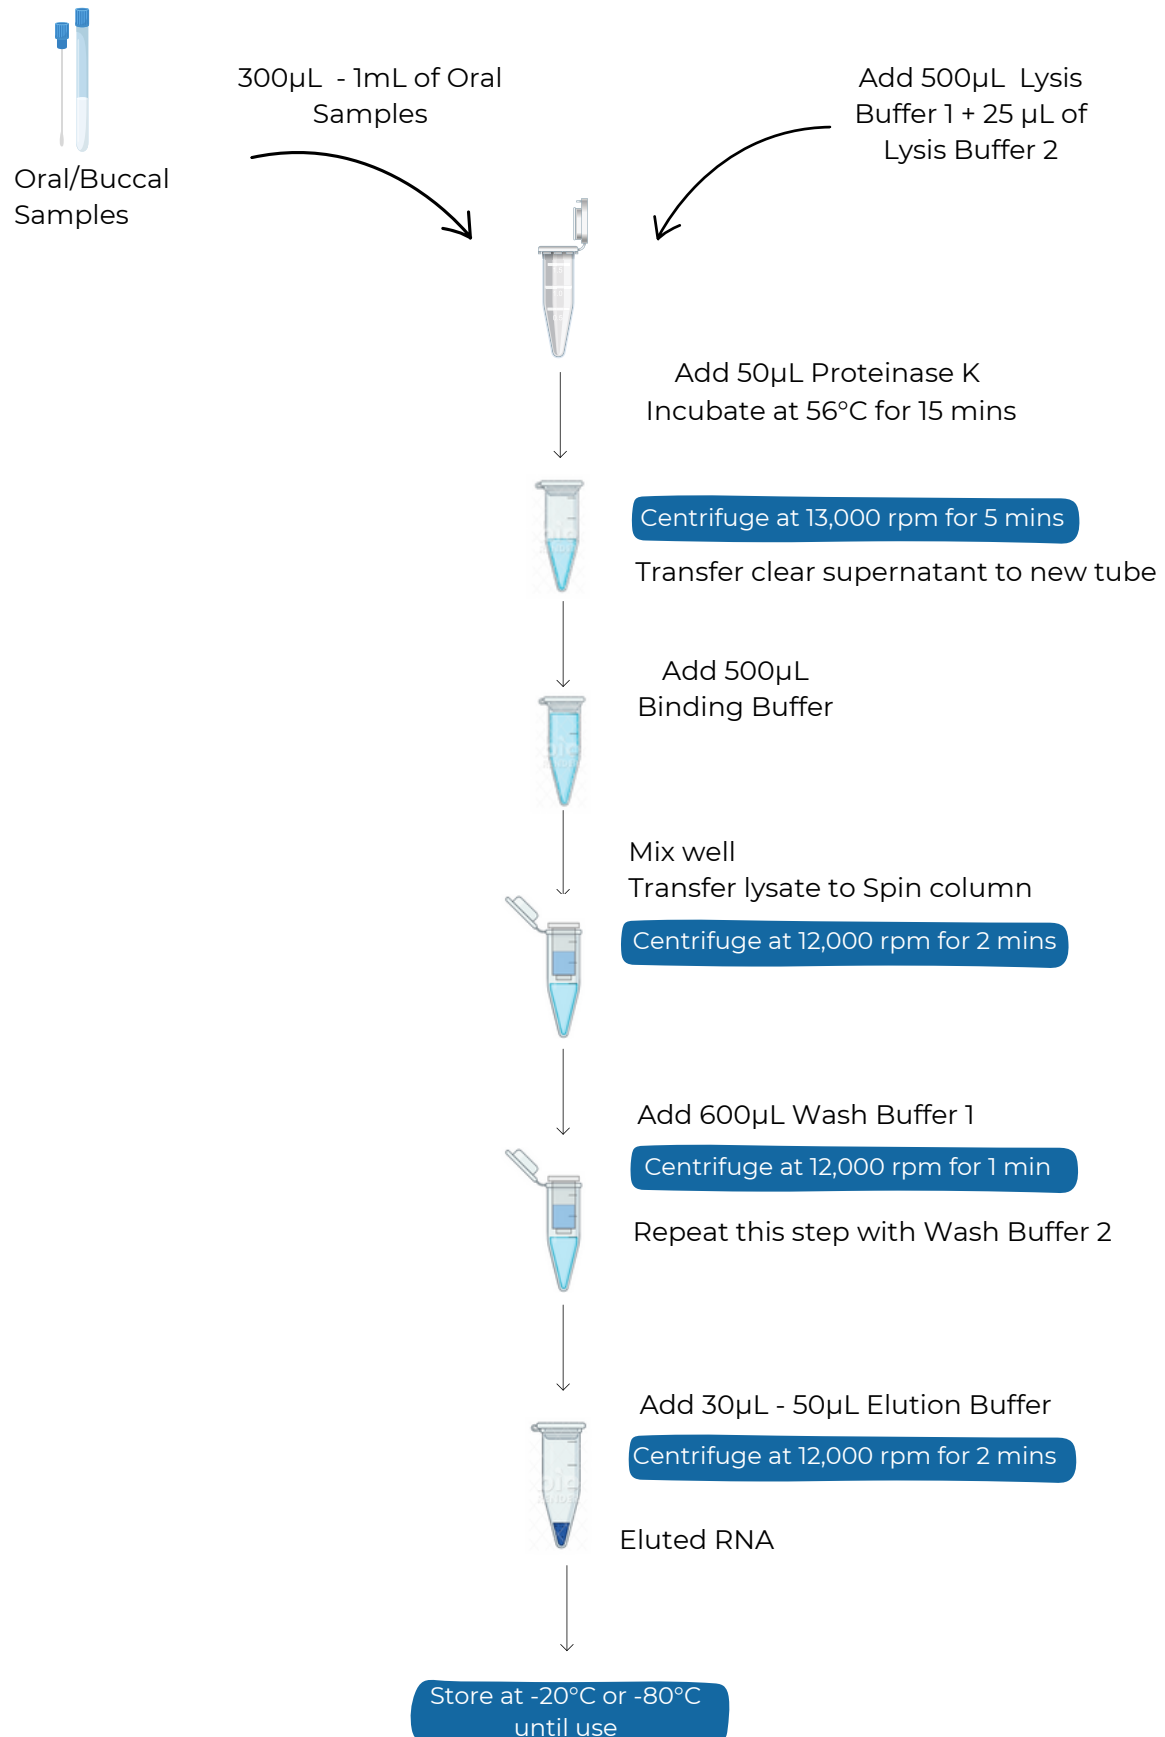 Oral/Buccal
Samples
300µL - 1mL of Oral
Samples
Add 500µL Lysis
Buffer 1 + 25 µL of
Lysis Buffer 2
Add 50µL Proteinase K
Incubate at 56°C for 15 mins
Centrifuge at 13,000 rpm for 5 mins
Transfer clear supernatant to new tube
Add 500µL
Binding Buffer
Mix well
Transfer lysate to Spin column
Centrifuge at 12,000 rpm for 2 mins
Add 600µL Wash Buffer 1
Centrifuge at 12,000 rpm for 1 min
Repeat this step with Wash Buffer 2
Add 30µL - 50µL Elution Buffer
Centrifuge at 12,000 rpm for 2 mins
Eluted RNA
Store at -20°C or -80°C
until use